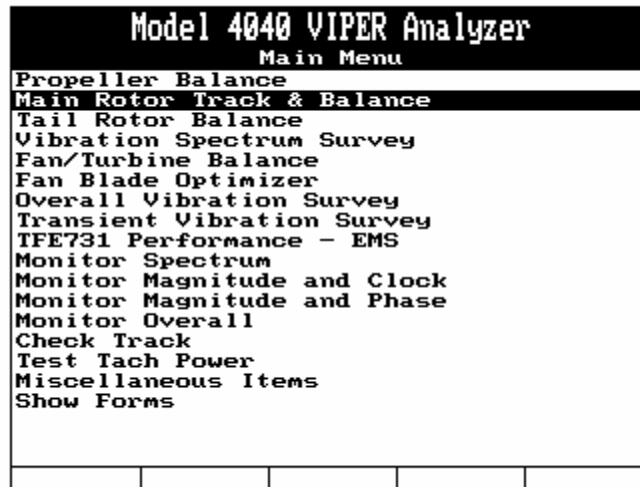 Model 4040 VIPER Analyzer
Main Menu
Propeller Balance
Main Rotor Track & Balance
Tail Rotor Balance
Vibration Spectrum Survey
Fan/Turbine Balance
Fan Blade Optimizer
Overall Vibration Survey
Transient Vibration Survey
TFE731 Performance - EMS
Monitor Spectrum
Monitor Magnitude and Clock
Monitor Magnitude and Phase
Monitor Overall
Check Track
Test Tach Power
Miscellaneous Items
Show Forms